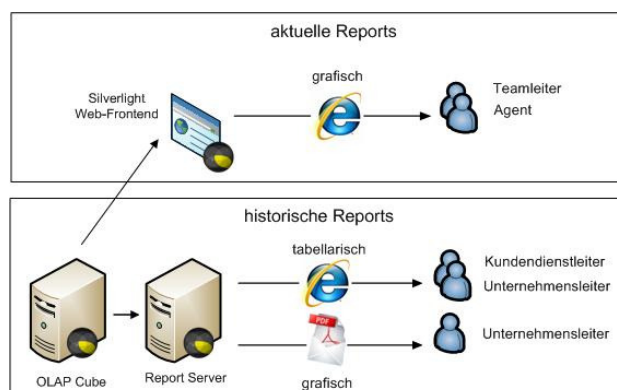 aktuelle Reports
grafisch
Silverlight
Web-Frontend
Teamleiter
Agent
historische Reports
tabellarisch
Kundendienstleiter
Unternehmensleiter
PDF
Unternehmensleiter
OLAP Cube
Report Server
grafisch